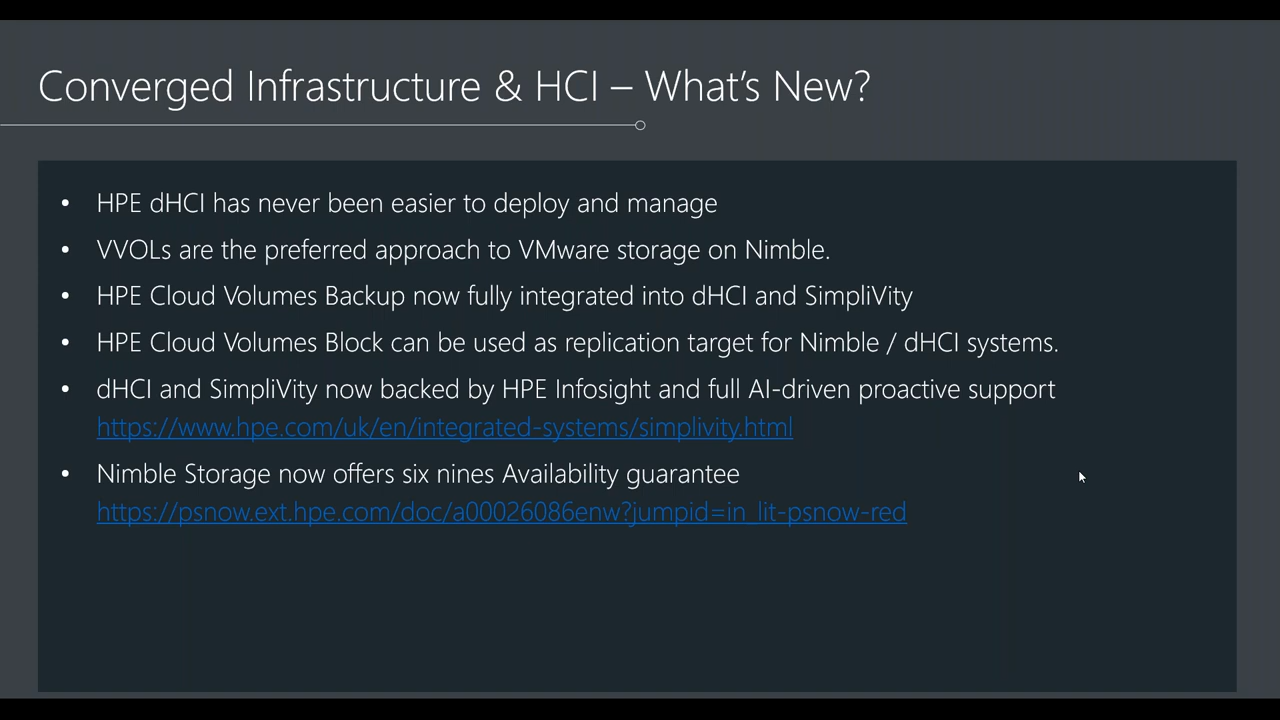 Converged Infrastructure & HCI – What's New?
• HPE dHCI has never been easier to deploy and manage
• VVOLs are the preferred approach to VMware storage on Nimble.
• HPE Cloud Volumes Backup now fully integrated into dHCI and SimpliVity
• HPE Cloud Volumes Block can be used as replication target for Nimble / dHCI systems.
• dHCI and SimpliVity now backed by HPE Infosight and full AI-driven proactive support
https://www.hpe.com/uk/en/integrated-systems/simplivity.html
• Nimble Storage now offers six nines Availability guarantee
https://psnow.ext.hpe.com/doc/a00026086enw?jumpid=in_lit-psnow-red